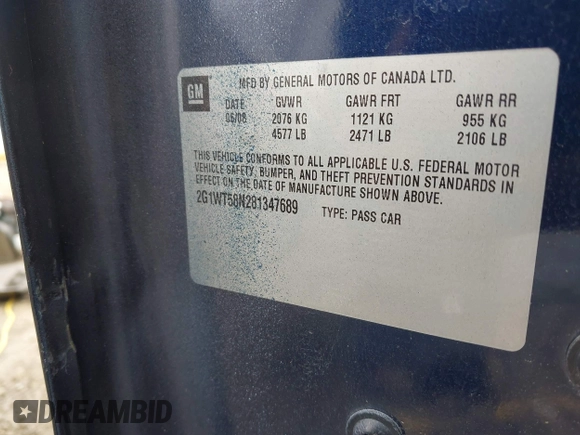 GM
MFD BY GENERAL MOTORS OF CANADA LTD.
DATE GVWR GAWR FRT GAWR RR
06/08 2076 KG 1121 KG 955 KG
4577 LB 2471 LB 2106 LB
THIS VEHICLE CONFORMS TO ALL APPLICABLE U.S. FEDERAL MOTOR
VEHICLE SAFETY, BUMPER, AND THEFT PREVENTION STANDARDS IN
EFFECT ON THE DATE OF MANUFACTURE SHOWN ABOVE.
2G1WT58N281347689 TYPE: PASS CAR
DREAMBID